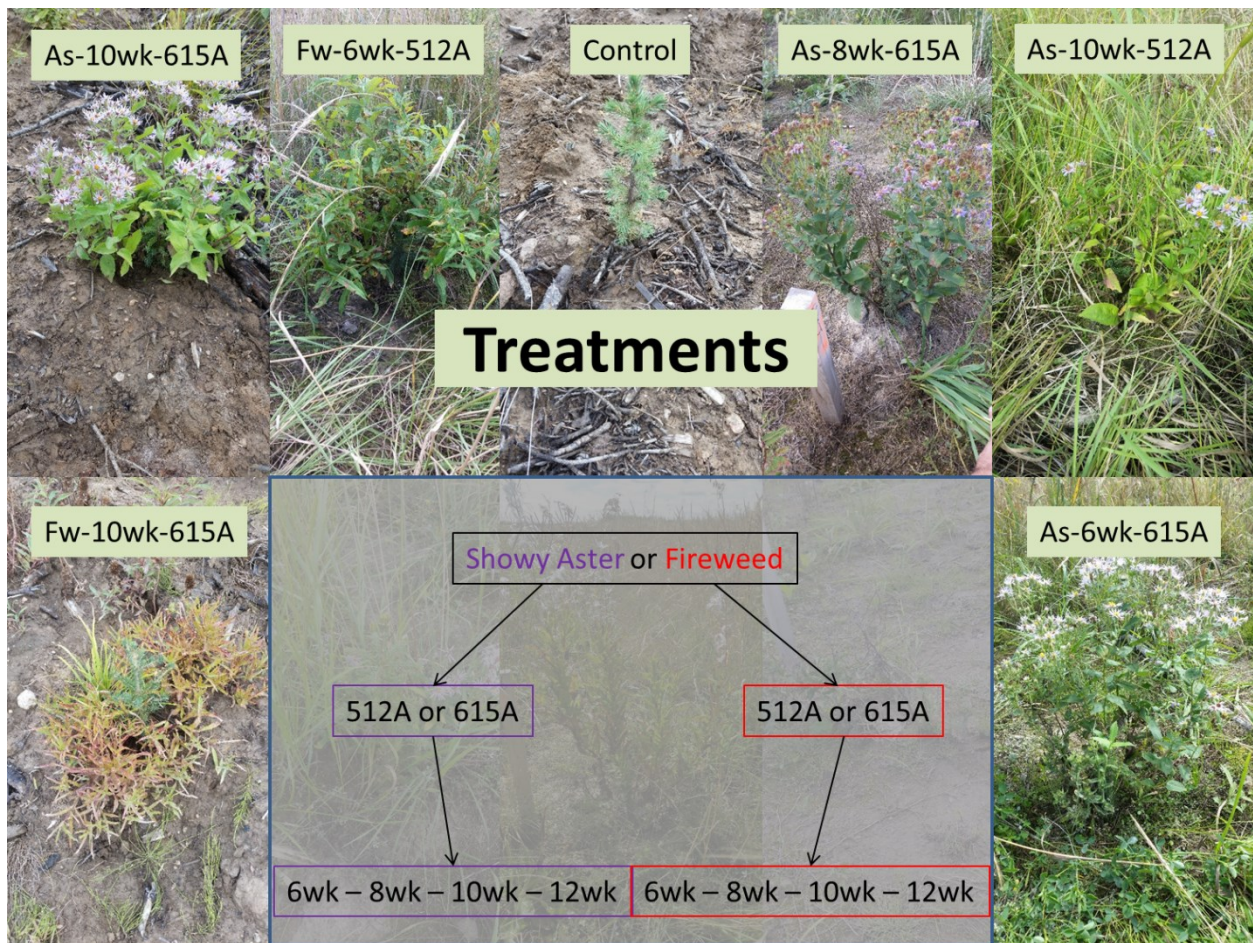 As-10wk-615A
Fw-6wk-512A
Control
As-8wk-615A
As-10wk-512A
Treatments
Fw-10wk-615A
As-6wk-615A
Showy Aster or Fireweed
512A or 615A
512A or 615A
6wk – 8wk – 10wk – 12wk
6wk – 8wk – 10wk – 12wk